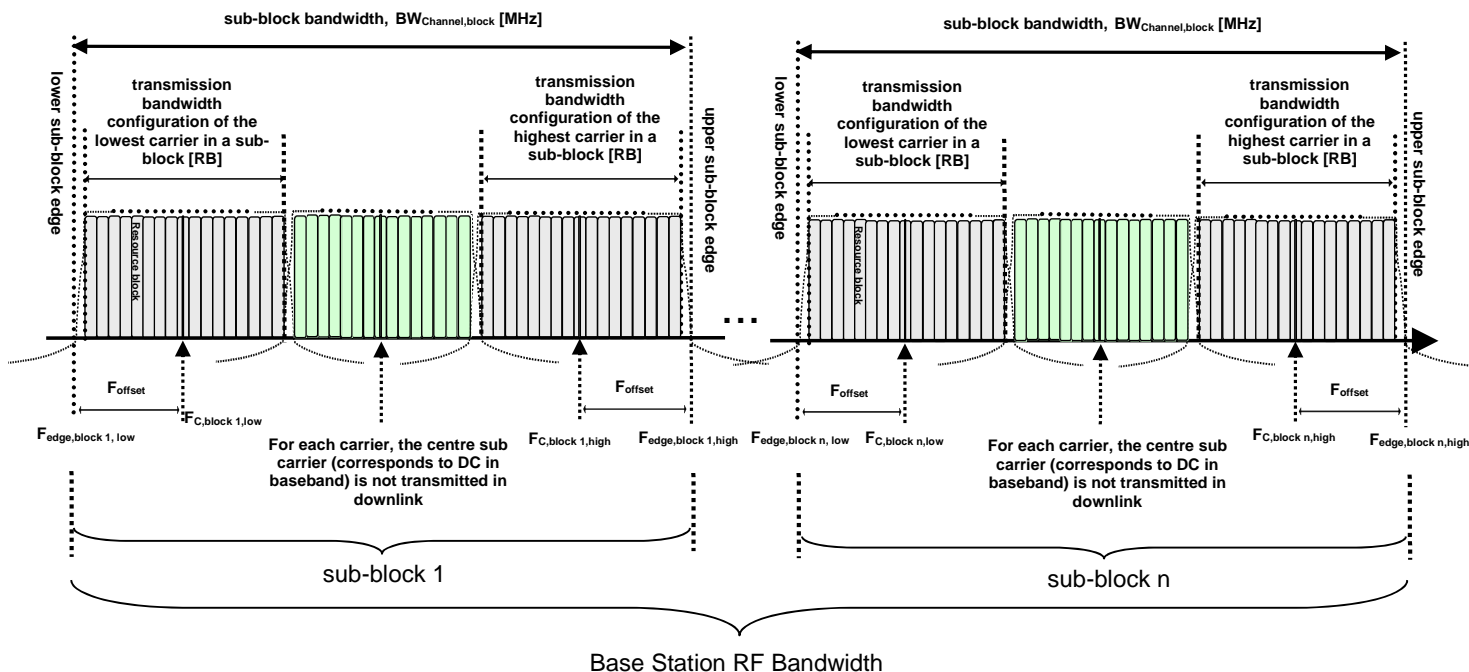 sub-block bandwidth, BWChannel,block [MHz]
lower sub-block edge
transmission
bandwidth
configuration of the
lowest carrier in a sub-
block [RB]
transmission
bandwidth
configuration of the
highest carrier in a
sub-block [RB]
upper sub-block edge
Resource block
Foffset
FC,block 1,low
Foffset
Fedge,block 1, low
FC,block 1,high
Fedge,block 1,high
For each carrier, the centre sub
carrier (corresponds to DC in
baseband) is not transmitted in
downlink
sub-block 1
...
sub-block bandwidth, BWChannel,block [MHz]
lower sub-block edge
transmission
bandwidth
configuration of the
lowest carrier in
a sub-block [RB]
transmission
bandwidth
configuration of the
highest carrier in a
sub-block [RB]
upper sub-block edge
Resource block
Foffset
Foffset
Fedge,block n, low
FC,block n,low
FC,block n,high
Fedge,block n,high
For each carrier, the centre sub
carrier (corresponds to DC in
baseband) is not transmitted in
downlink
sub-block n
Base Station RF Bandwidth